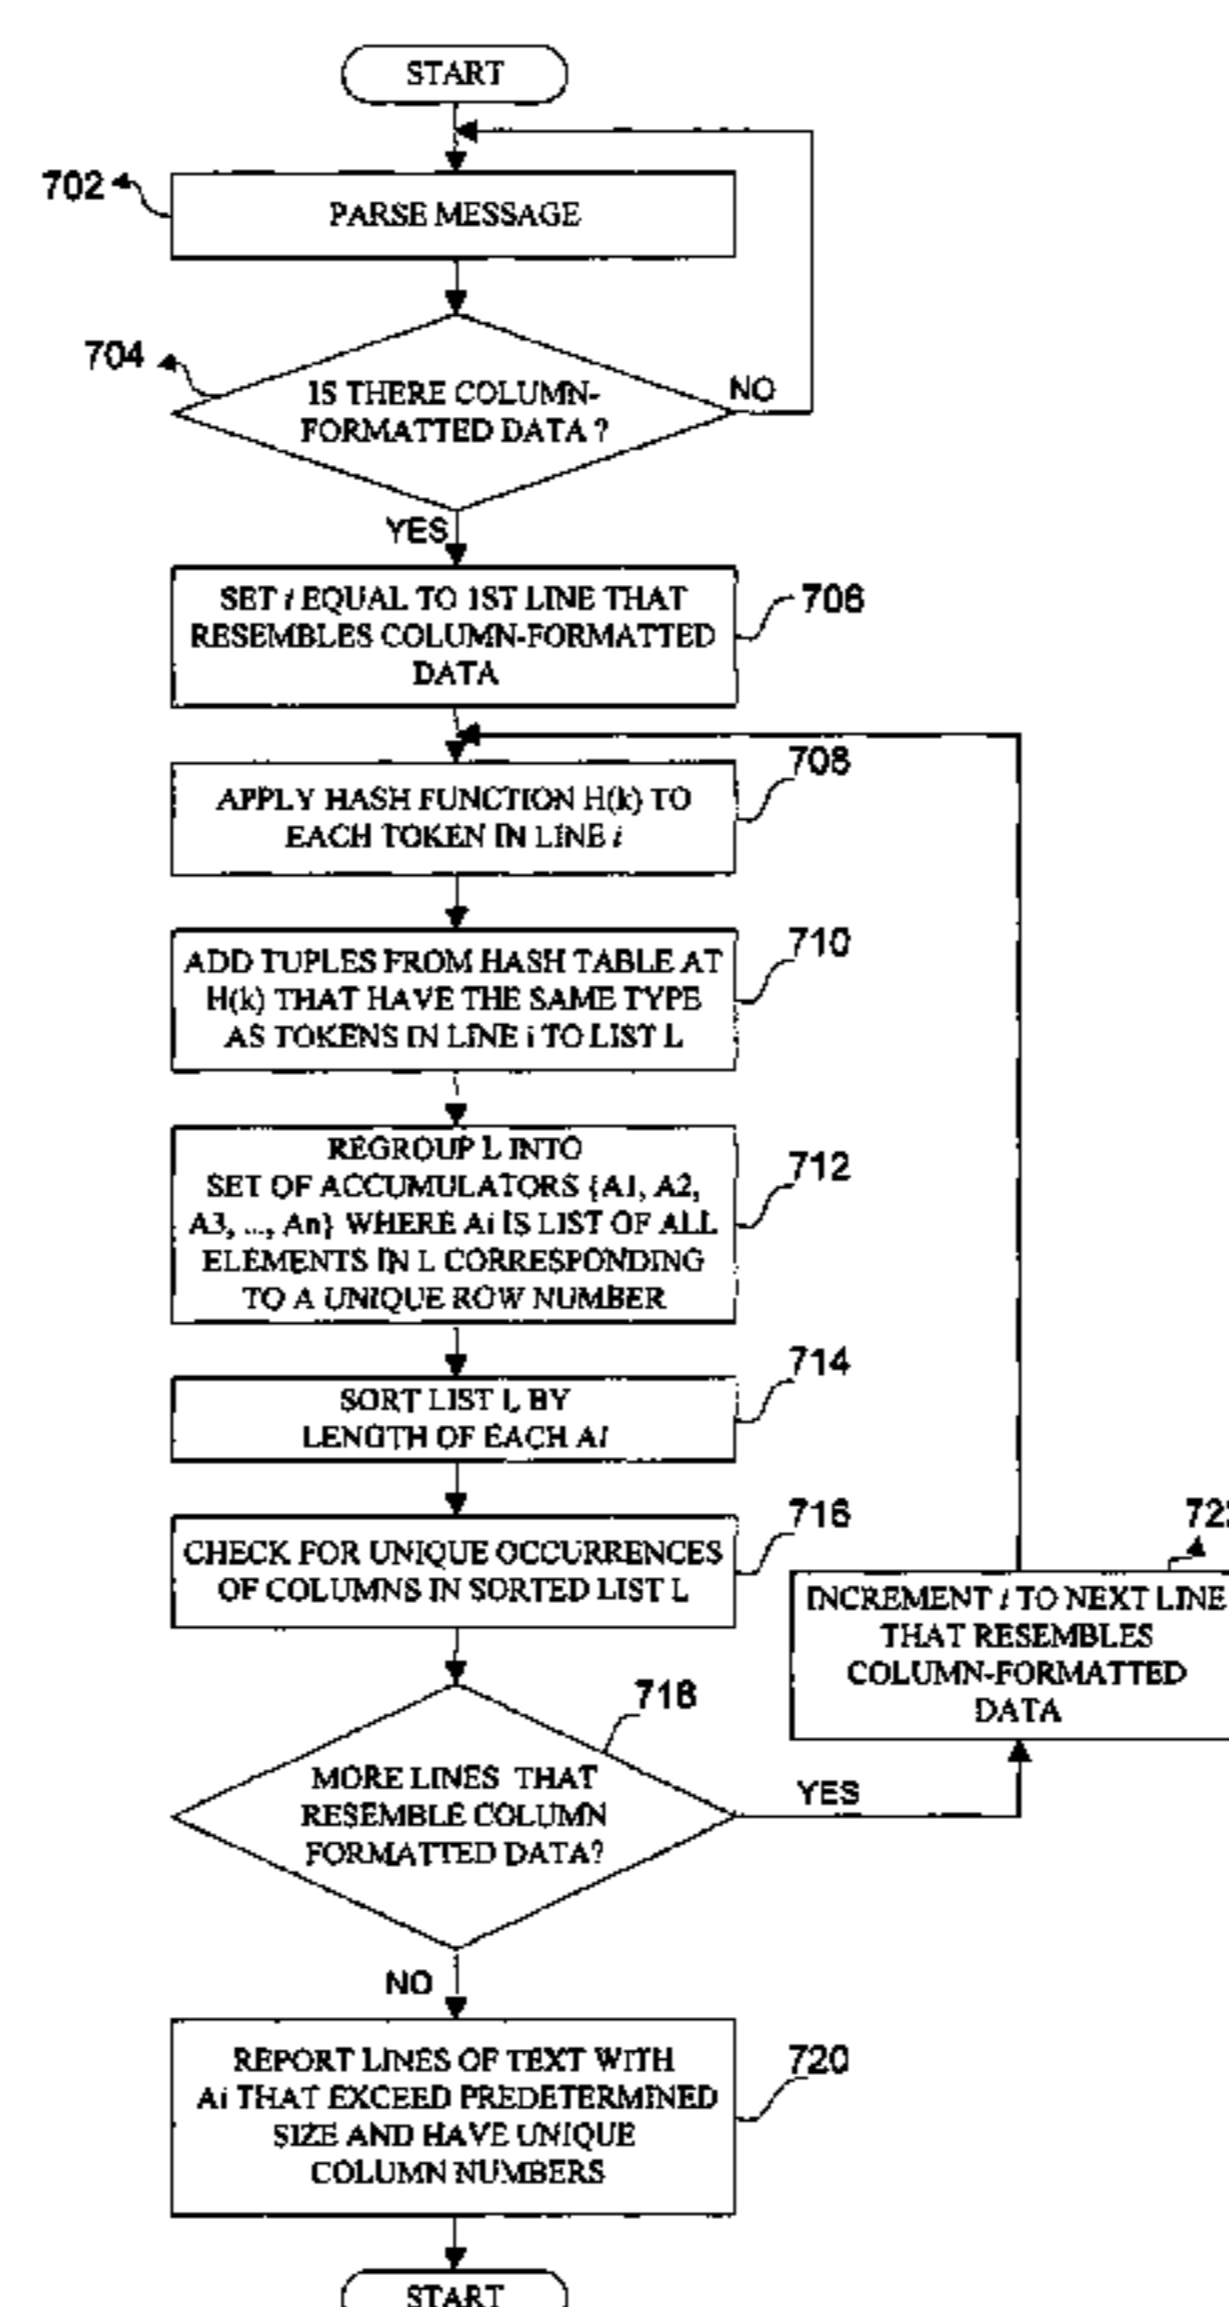 START
702
PARSE MESSAGE
704
IS THERE COLUMN-
FORMATTED DATA ?
NO
YES
SET i EQUAL TO 1ST LINE THAT
RESEMBLES COLUMN-FORMATTED
DATA
706
708
APPLY HASH FUNCTION H(k) TO
EACH TOKEN IN LINE i
710
ADD TUPLES FROM HASH TABLE AT
H(k) THAT HAVE THE SAME TYPE
AS TOKENS IN LINE i TO LIST L
712
REGROUP L INTO
SET OF ACCUMULATORS {A1, A2,
A3, ..., An} WHERE Ai IS LIST OF ALL
ELEMENTS IN L CORRESPONDING
TO A UNIQUE ROW NUMBER
714
SORT LIST L BY
LENGTH OF EACH Ai
716
CHECK FOR UNIQUE OCCURRENCES
OF COLUMNS IN SORTED LIST L
INCREMENT i TO NEXT LINE
THAT RESEMBLES
COLUMN-FORMATTED
DATA
718
MORE LINES THAT
RESEMBLE COLUMN
FORMATTED DATA?
YES
NO
720
REPORT LINES OF TEXT WITH
Ai THAT EXCEED PREDETERMINED
SIZE AND HAVE UNIQUE
COLUMN NUMBERS
START